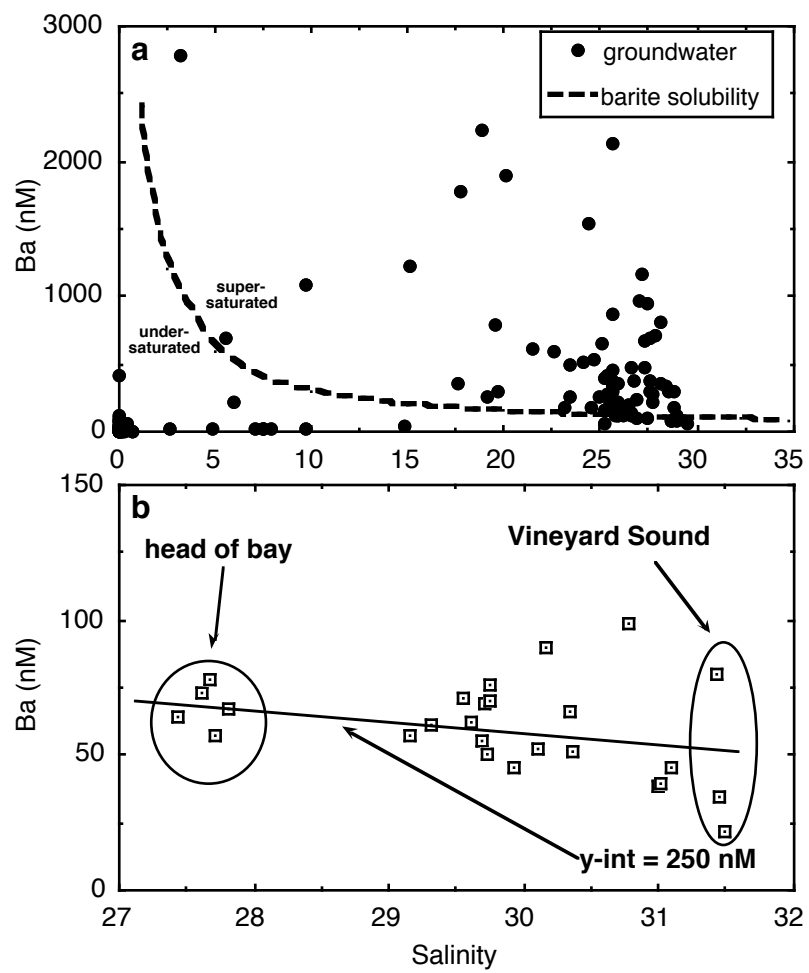 3000
a
groundwater
barite solubility
2000
Ba (nM)
super-
saturated
1000
under-
saturated
0
0 5 10 15 20 25 30 35
150
b
head of bay
Vineyard Sound
100
Ba (nM)
50
y-int = 250 nM
0
27 28 29 30 31 32
Salinity